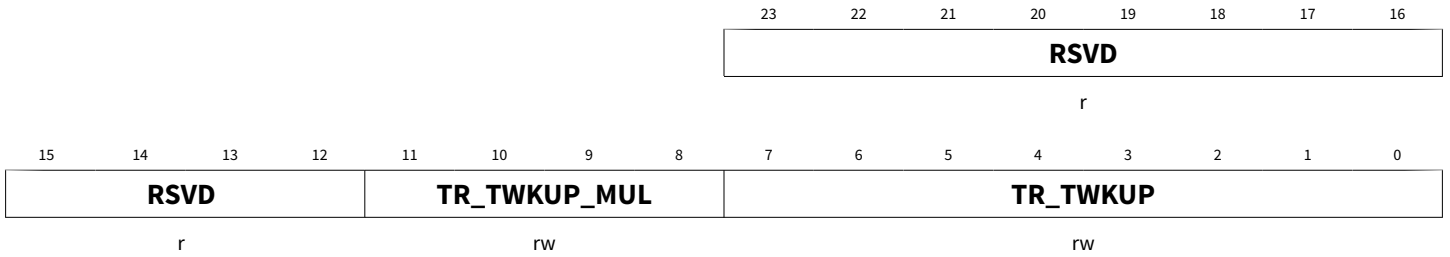 23 22 21 20 19 18 17 16
RSVD
r
15 14 13 12 11 10 9 8 7 6 5 4 3 2 1 0
RSVD TR_TWKUP_MUL TR_TWKUP
r rw rw